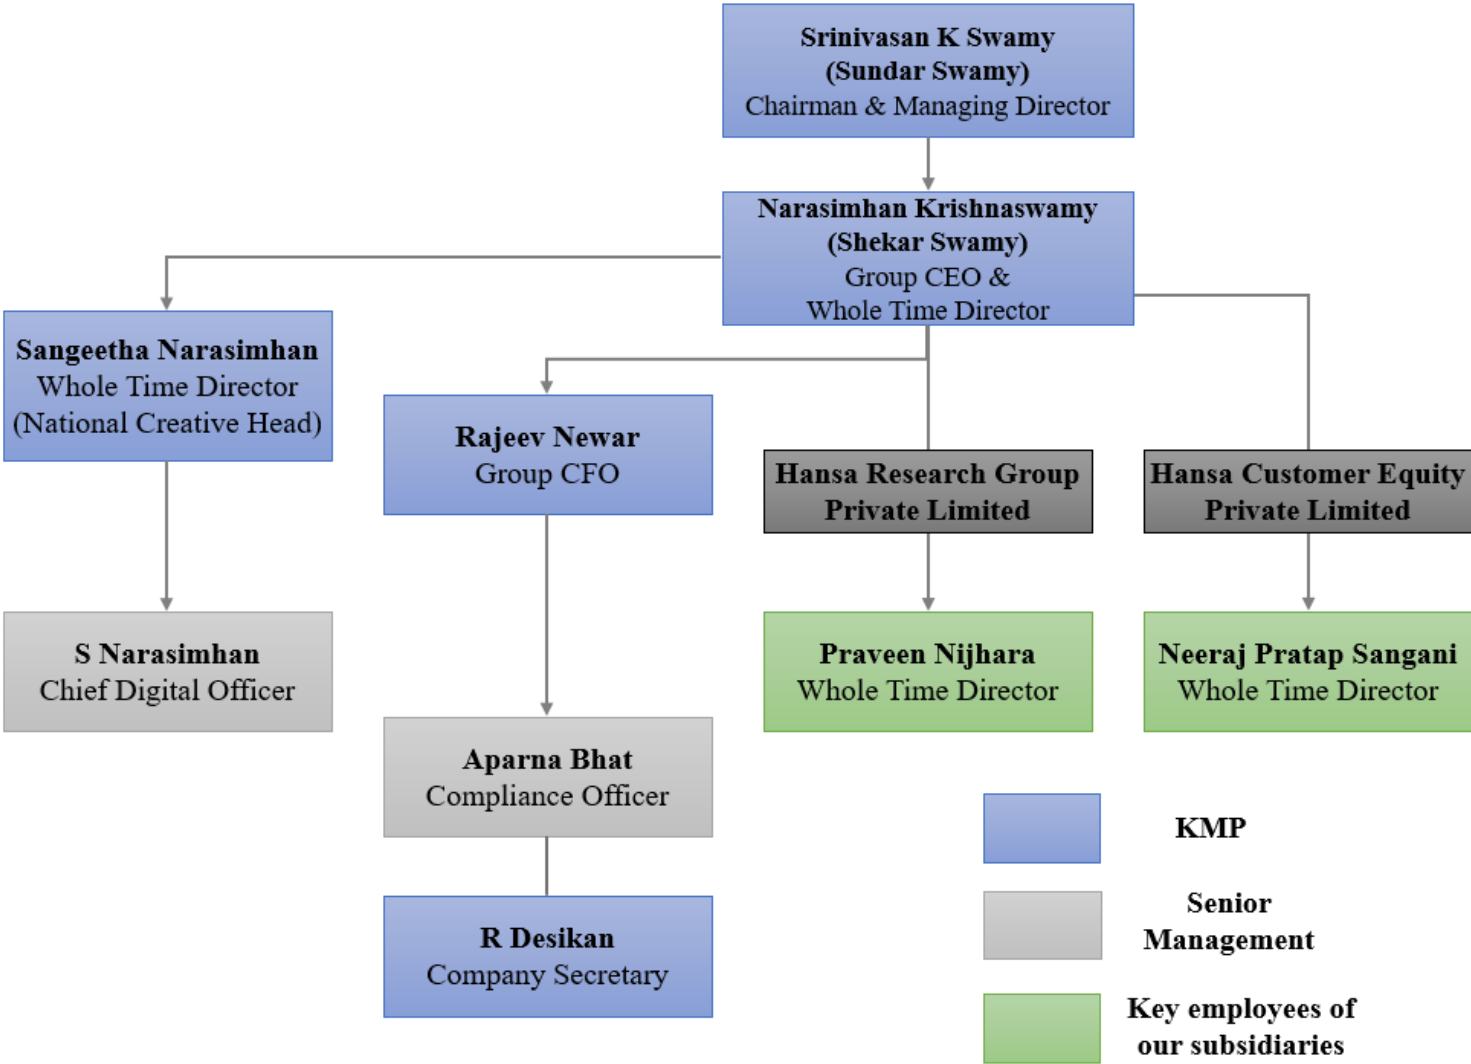 Srinivasan K Swamy
(Sundar Swamy)
Chairman & Managing Director
Narasimhan Krishnaswamy
(Shekar Swamy)
Group CEO &
Whole Time Director
Sangeetha Narasimhan
Whole Time Director
(National Creative Head)
Rajeev Newar
Group CFO
Hansa Research Group
Private Limited
Hansa Customer Equity
Private Limited
S Narasimhan
Chief Digital Officer
Praveen Nijhara
Whole Time Director
Neeraj Pratap Sangani
Whole Time Director
Aparna Bhat
Compliance Officer
R Desikan
Company Secretary
KMP
Senior
Management
Key employees of
our subsidiaries